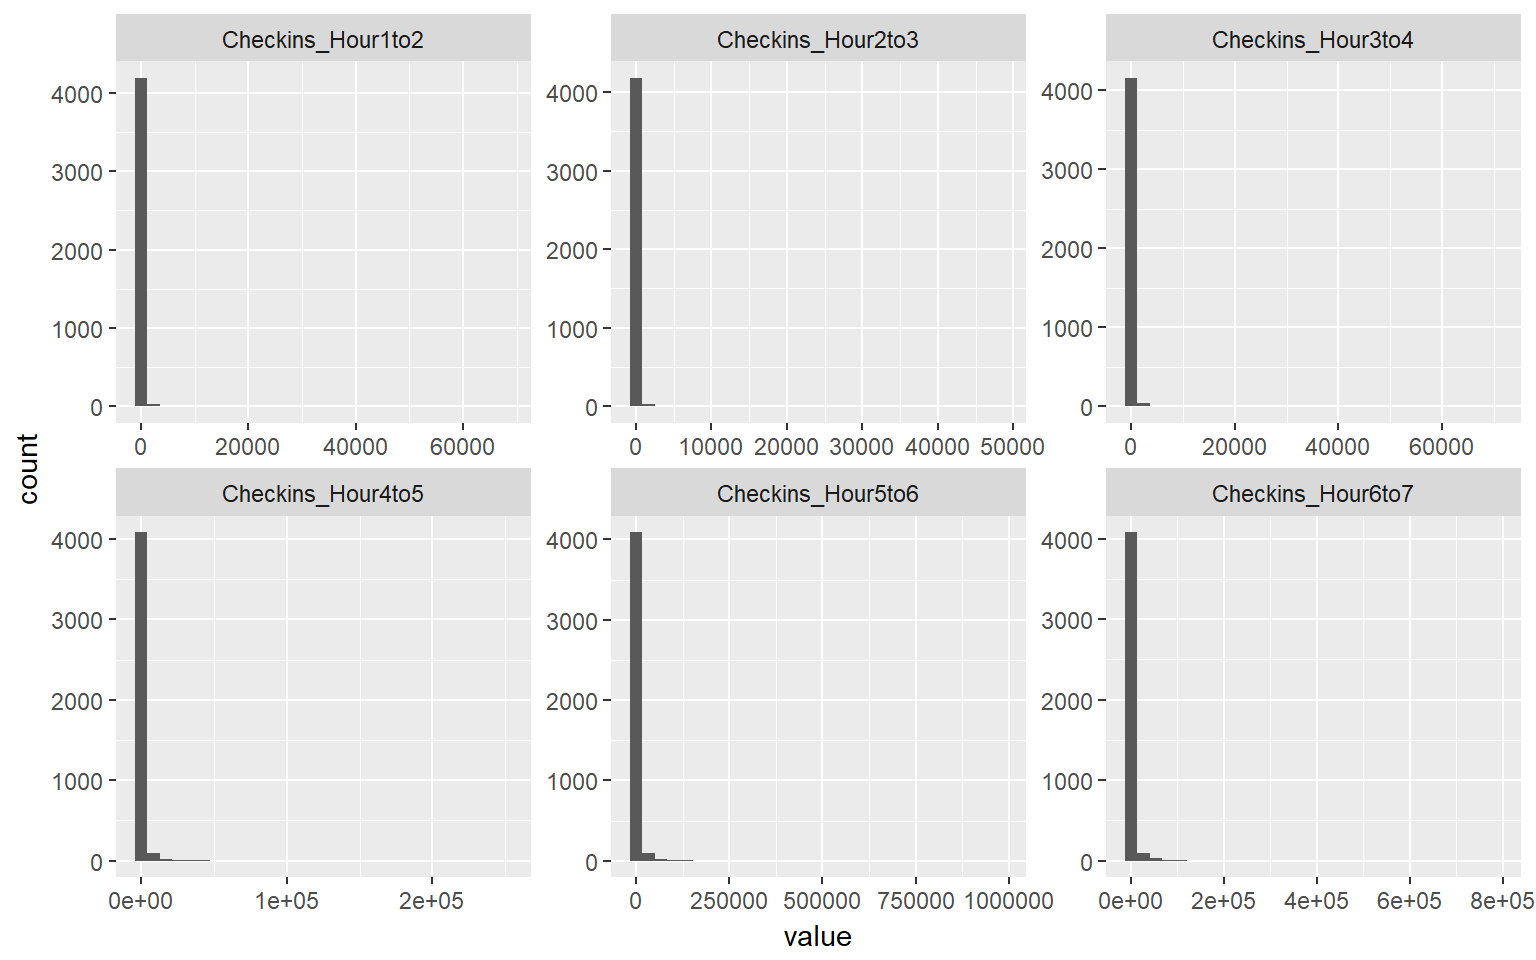 Checkins_Hour1to2 Checkins_Hour2to3 Checkins_Hour3to4
4000 4000 4000
3000 3000 3000
2000 2000 2000
1000 1000 1000
0 0 0
0 20000 40000 60000 0 10000 20000 30000 40000 50000 0 20000 40000 60000
count
Checkins_Hour4to5 Checkins_Hour5to6 Checkins_Hour6to7
4000 4000 4000
3000 3000 3000
2000 2000 2000
1000 1000 1000
0 0 0
0e+00 1e+05 2e+05 0 250000 500000 750000 1000000 0e+00 2e+05 4e+05 6e+05 8e+05
value